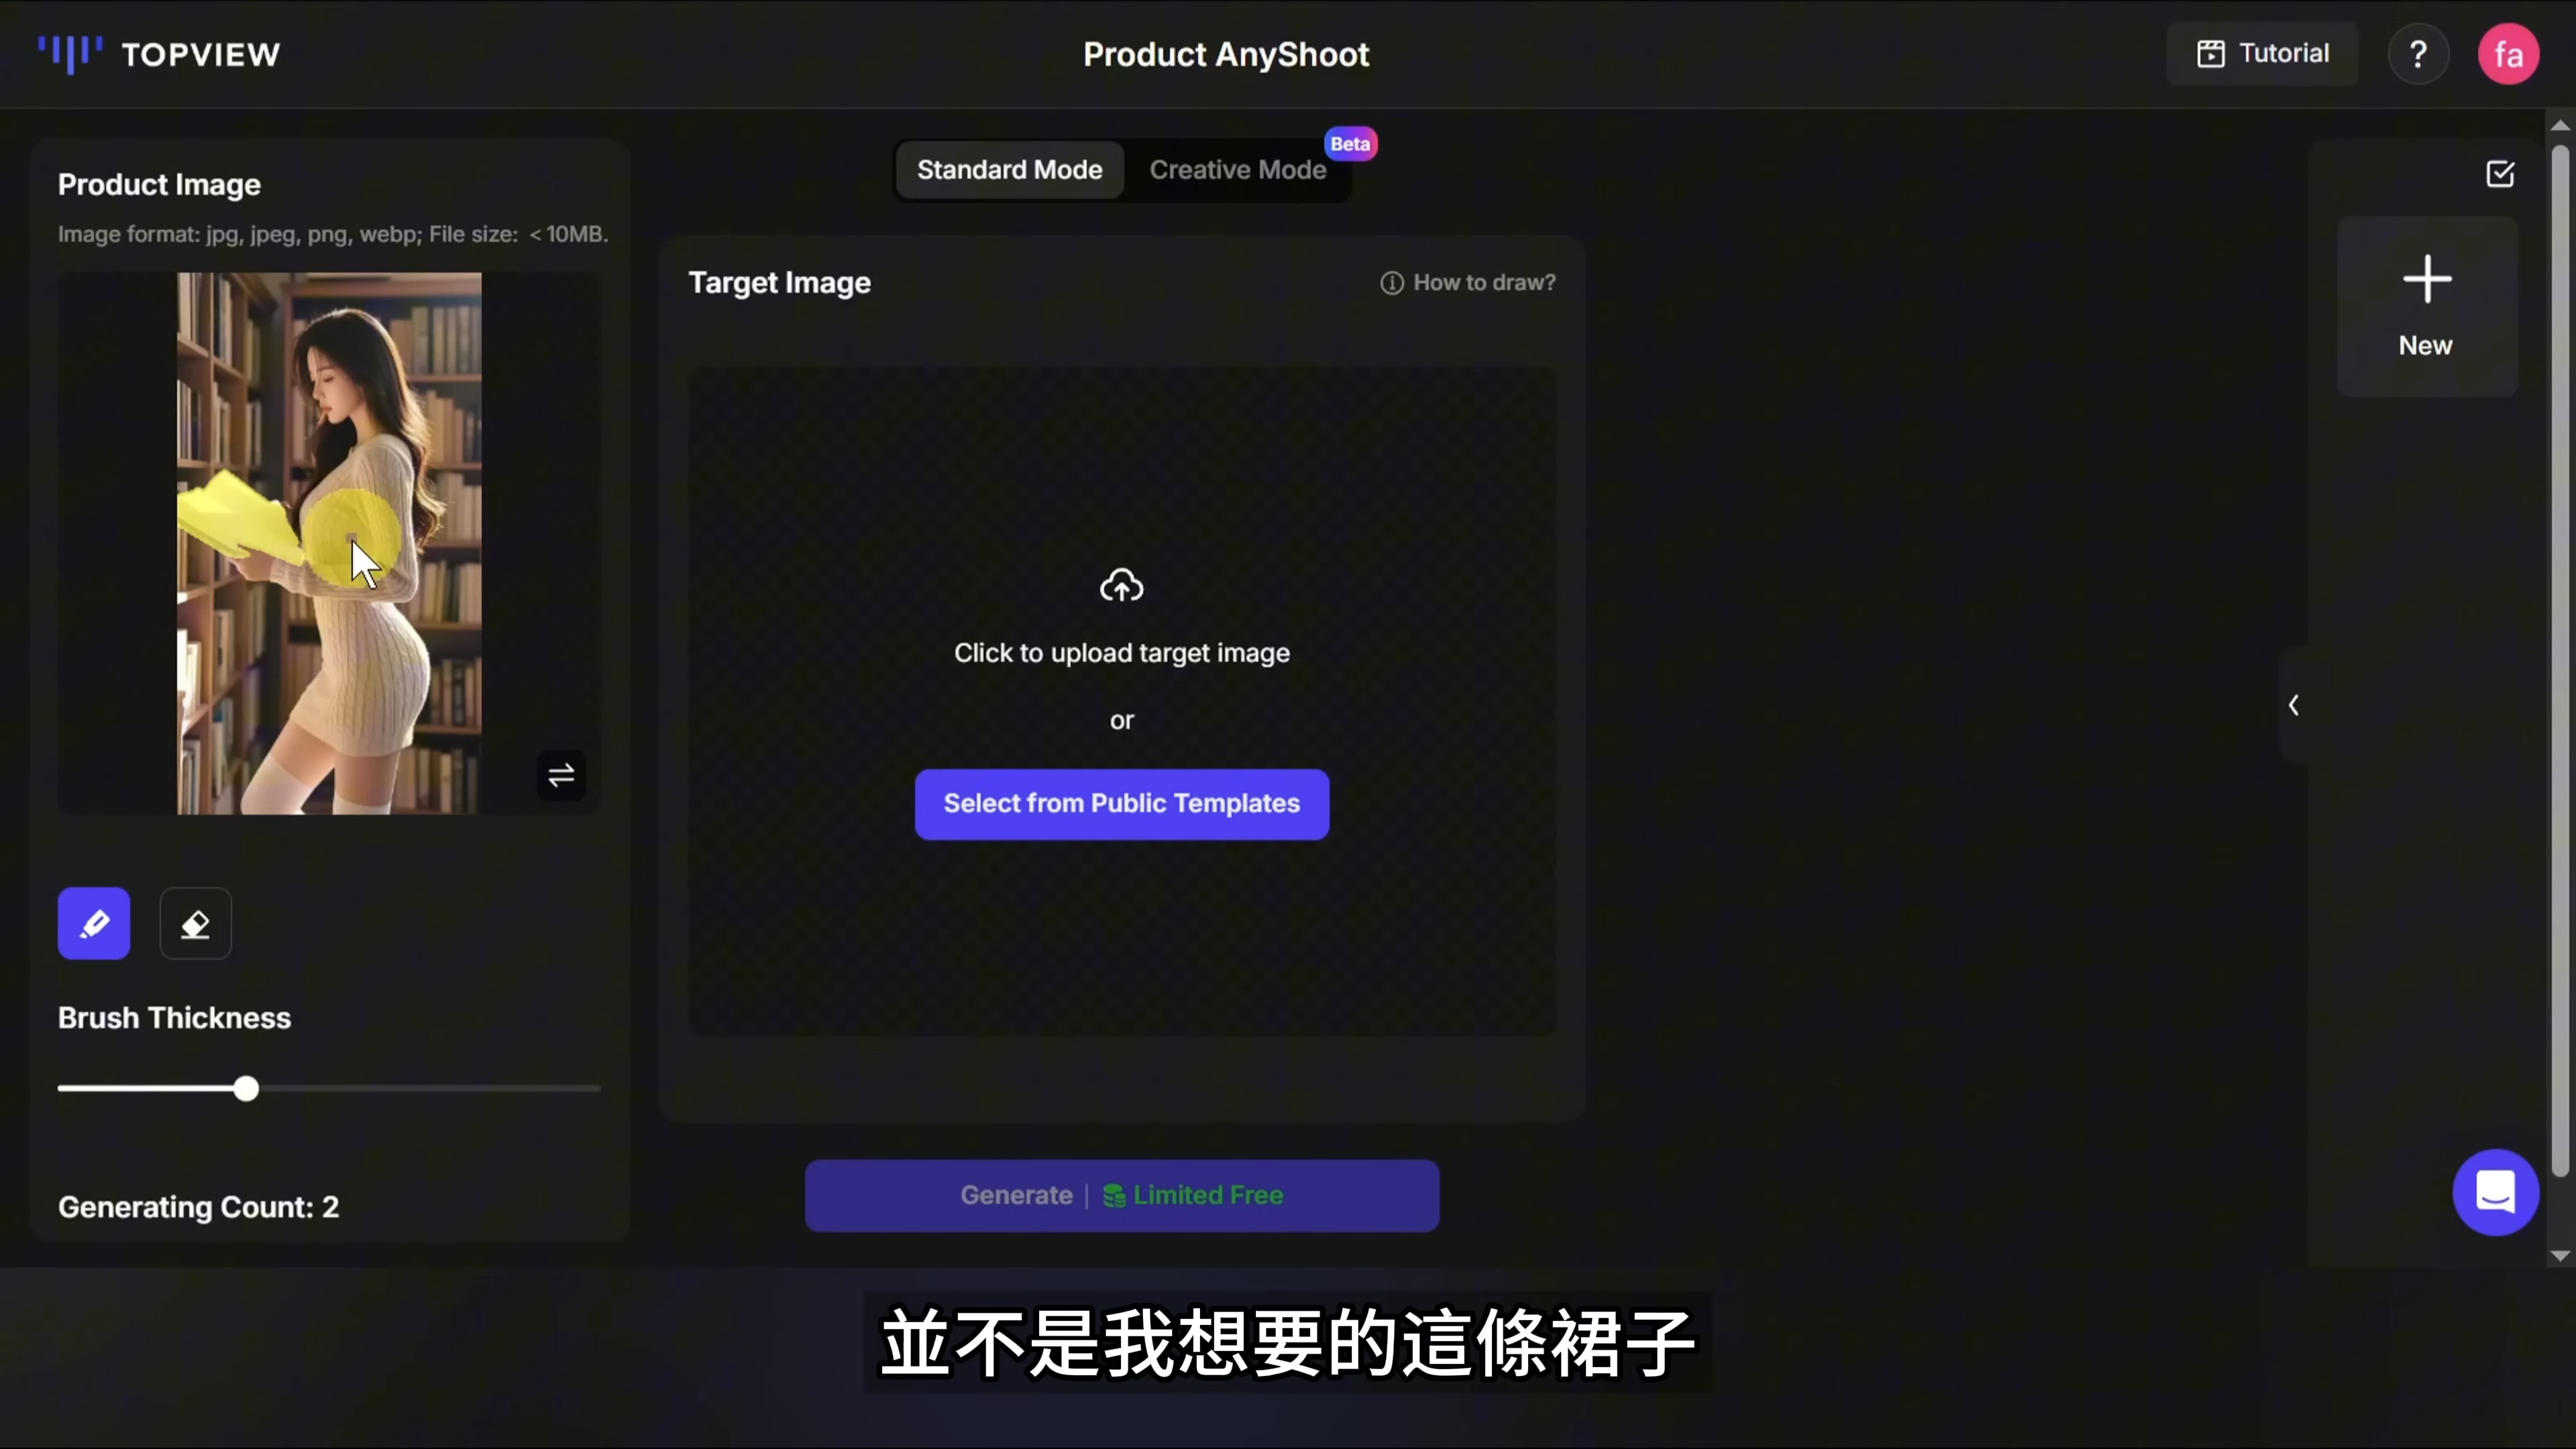 TOPVIEW
Product AnyShoot
Tutorial
?
fa
Product Image
Image format: jpg, jpeg, png, webp; File size: < 10MB.
Standard Mode
Creative Mode
Beta
Target Image
How to draw?
Click to upload target image
or
Select from Public Templates
New
Brush Thickness
Generating Count: 2
Generate | Limited Free
並不是我想要的這條裙子